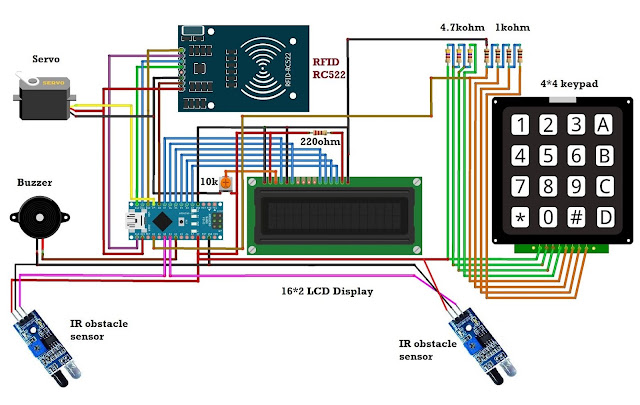 4.7kohm
1kohm
Servo
SERVO
RFID
RC522
RFID-RC522
4*4 keypad
220ohm
1 2 3 A
4 5 6 B
7 8 9 C
* 0 # D
10k
Buzzer
16*2 LCD Display
IR obstacle
sensor
IR obstacle
sensor